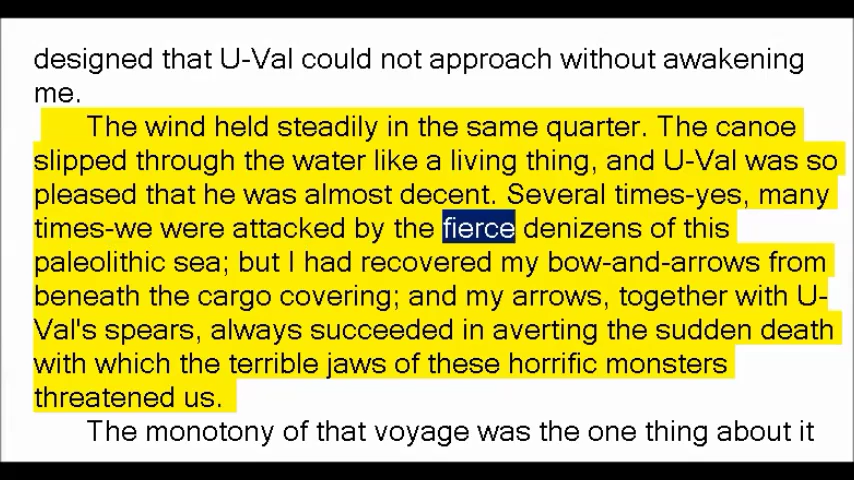 designed that U-Val could not approach without awakening
me.
The wind held steadily in the same quarter. The canoe
slipped through the water like a living thing, and U-Val was so
pleased that he was almost decent. Several times-yes, many
times-we were attacked by the fierce denizens of this
paleolithic sea; but I had recovered my bow-and-arrows from
beneath the cargo covering; and my arrows, together with U-
Val's spears, always succeeded in averting the sudden death
with which the terrible jaws of these horrific monsters
threatened us.
The monotony of that voyage was the one thing about it